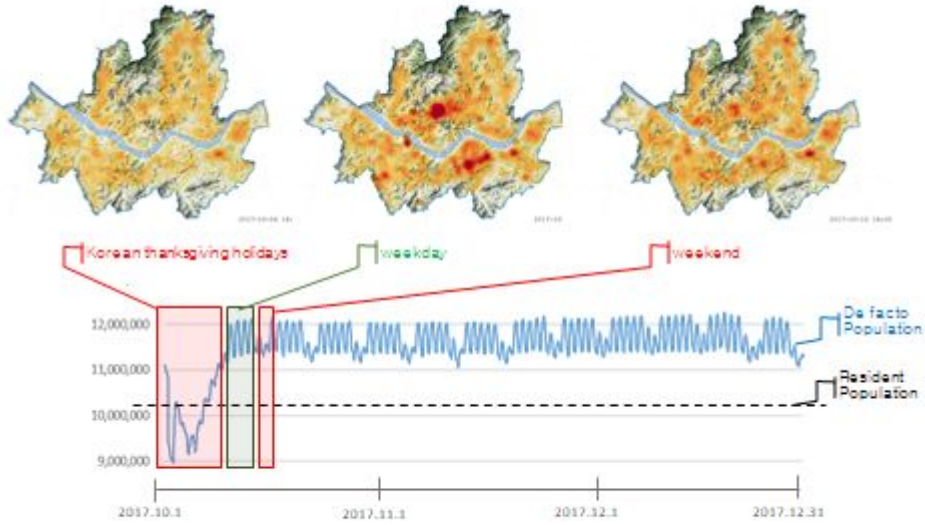 Korean thanksgiving holidays
weekday
weekend
12,000,000
11,000,000
10,000,000
9,000,000
De facto
Population
Resident
Population
2017.10.1
2017.11.1
2017.12.1
2017.12.31